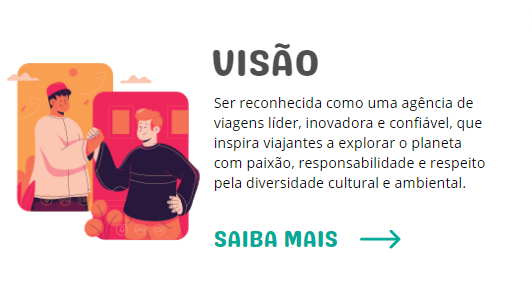 VISÃO
Ser reconhecida como uma agência de
viagens líder, inovadora e confiável, que
inspira viajantes a explorar o planeta
com paixão, responsabilidade e respeito
pela diversidade cultural e ambiental.
SAIBA MAIS